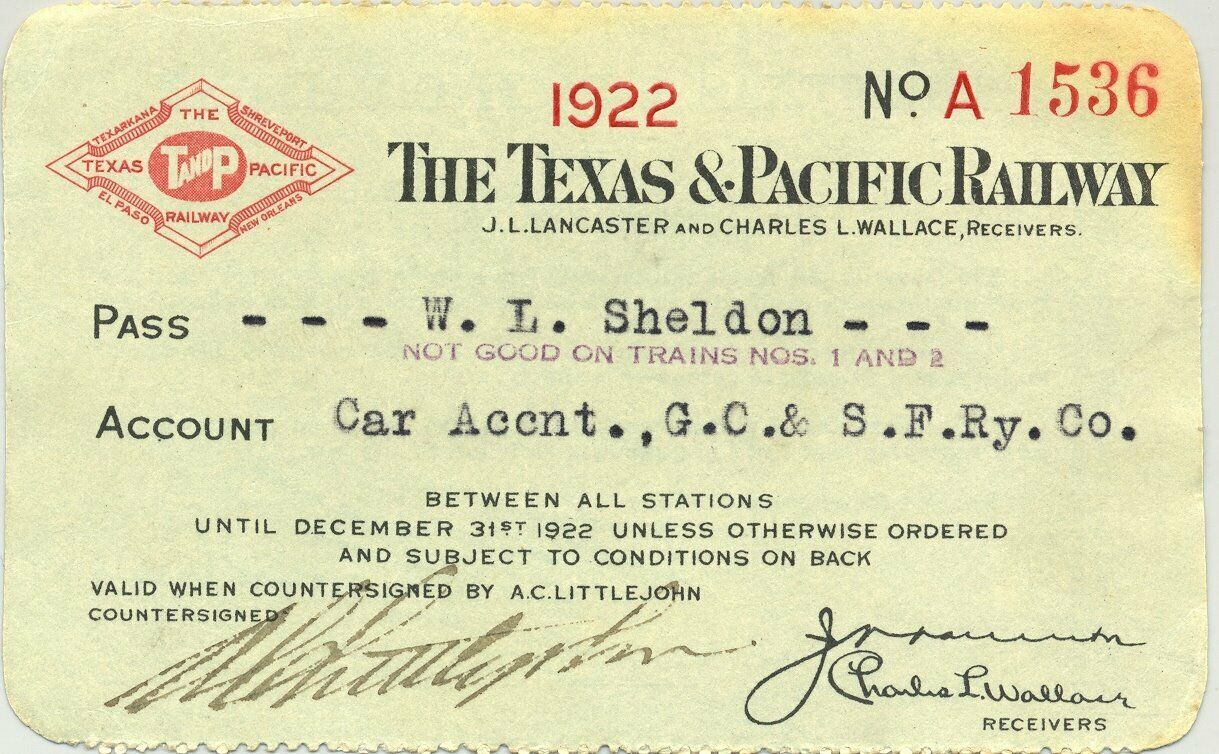 1922
No. A 1536
TEXARKANA
SHREVEPORT
THE
TEXAS T AND P PACIFIC
RAILWAY
EL PASO
NEW ORLEANS
THE TEXAS & PACIFIC RAILWAY
J. L. LANCASTER AND CHARLES L. WALLACE, RECEIVERS.
PASS - - - W. L. Sheldon - - -
NOT GOOD ON TRAINS NOS. 1 AND 2
ACCOUNT Car Accnt.,G.C.& S.F.Ry.Co.
BETWEEN ALL STATIONS
UNTIL DECEMBER 31ST 1922 UNLESS OTHERWISE ORDERED
AND SUBJECT TO CONDITIONS ON BACK
VALID WHEN COUNTERSIGNED BY A.C. LITTLEJOHN
COUNTERSIGNED:
A C Littlejohn
Charles L. Wallace
RECEIVERS